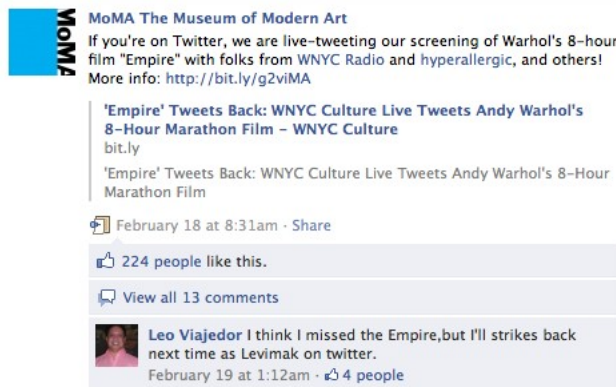 MoMA
MoMA The Museum of Modern Art
If you're on Twitter, we are live-tweeting our screening of Warhol's 8-hour
film "Empire" with folks from WNYC Radio and hyperallergic, and others!
More info: http://bit.ly/g2viMA
'Empire' Tweets Back: WNYC Culture Live Tweets Andy Warhol's
8-Hour Marathon Film – WNYC Culture
bit.ly
'Empire' Tweets Back: WNYC Culture Live Tweets Andy Warhol's 8-Hour
Marathon Film
February 18 at 8:31am · Share
224 people like this.
View all 13 comments
Leo Viajedor I think I missed the Empire,but I'll strikes back
next time as Levimak on twitter.
February 19 at 1:12am · 4 people